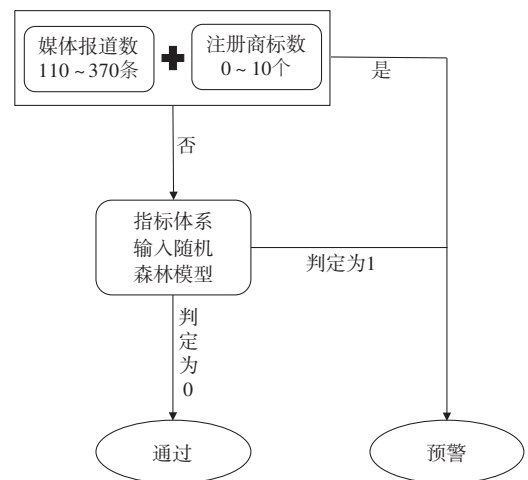 媒体报道数
110~370条
注册商标数
0~10个
是
否
指标体系
输入随机
森林模型
判定为1
判
定
为
0
通过
预警